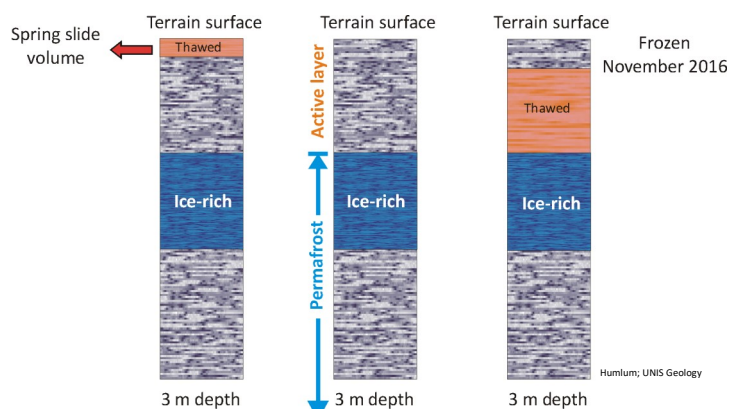 Terrain surface
Terrain surface
Terrain surface
Spring slide
volume
Thawed
Active layer
Frozen
November 2016
Thawed
Ice-rich
Ice-rich
Ice-rich
Permafrost
Humlum; UNIS Geology
3 m depth
3 m depth
3 m depth